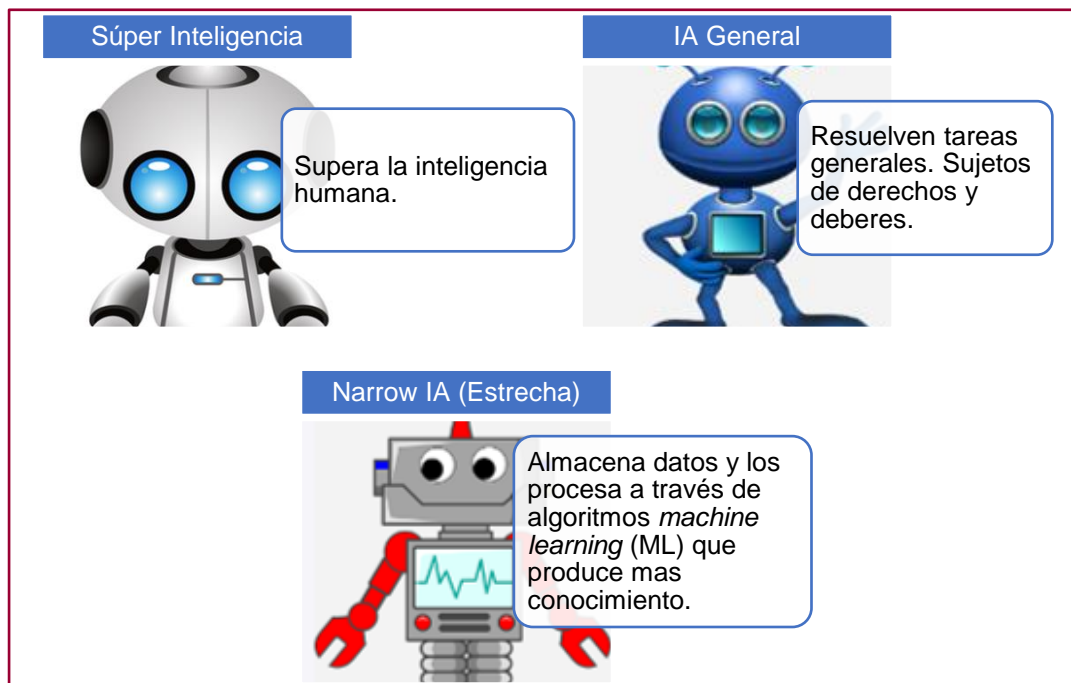 Súper Inteligencia
Supera la inteligencia
humana.
IA General
Resuelven tareas
generales. Sujetos
de derechos y
deberes.
Narrow IA (Estrecha)
Almacena datos y los
procesa a través de
algoritmos machine
learning (ML) que
produce mas
conocimiento.